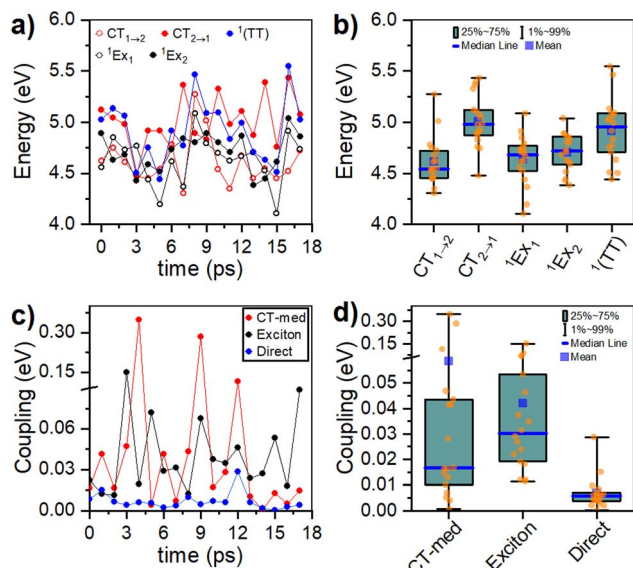 a)
CT1→2 CT2→1 1(TT)
1Ex1 1Ex2
6.0
5.5
5.0
4.5
4.0
Energy (eV)
0 3 6 9 12 15 18
time (ps)
b)
25%~75% 1%~99%
Median Line Mean
6.0
5.5
5.0
4.5
4.0
Energy (eV)
CT1→2 CT2→1 1Ex1 1Ex2 1(TT)
c)
CT-med
Exciton
Direct
0.30
0.15
0.06
0.03
0.00
Coupling (eV)
0 3 6 9 12 15 18
time (ps)
d)
25%~75%
1%~99%
Median Line
Mean
0.30
0.15
0.05
0.04
0.03
0.02
0.01
0.00
Coupling (eV)
CT-med Exciton Direct